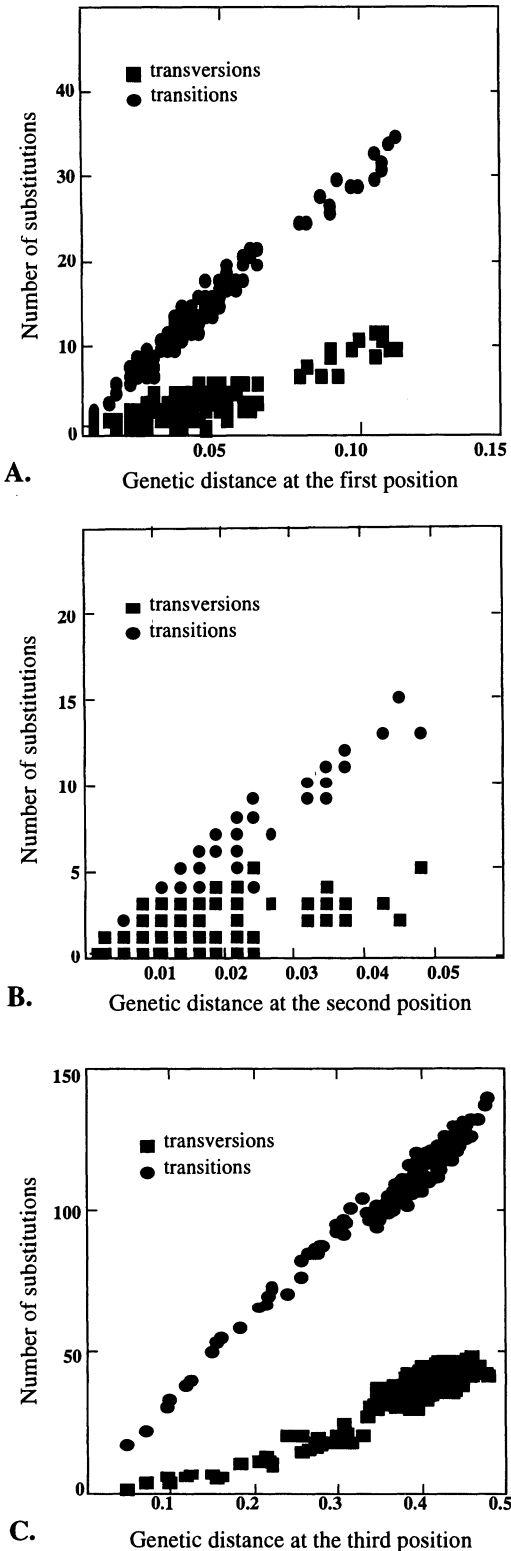 transversions
transitions
40
30
20
10
0
Number of substitutions
0.05
0.10
0.15
A.
Genetic distance at the first position
transversions
transitions
20
15
10
5
0
Number of substitutions
0.01
0.02
0.03
0.04
0.05
B.
Genetic distance at the second position
150
transversions
transitions
100
50
0
Number of substitutions
0.1
0.2
0.3
0.4
0.5
C.
Genetic distance at the third position